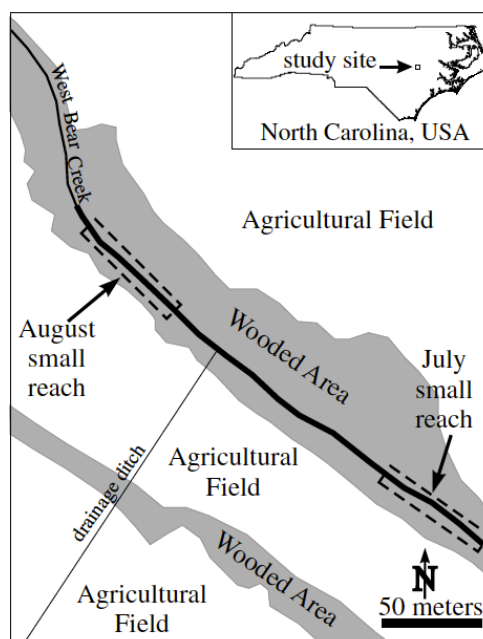 study site
North Carolina, USA
West Bear Creek
Agricultural Field
August
small
reach
Wooded Area
July
small
reach
drainage ditch
Agricultural
Field
Wooded Area
Agricultural
Field
N
50 meters